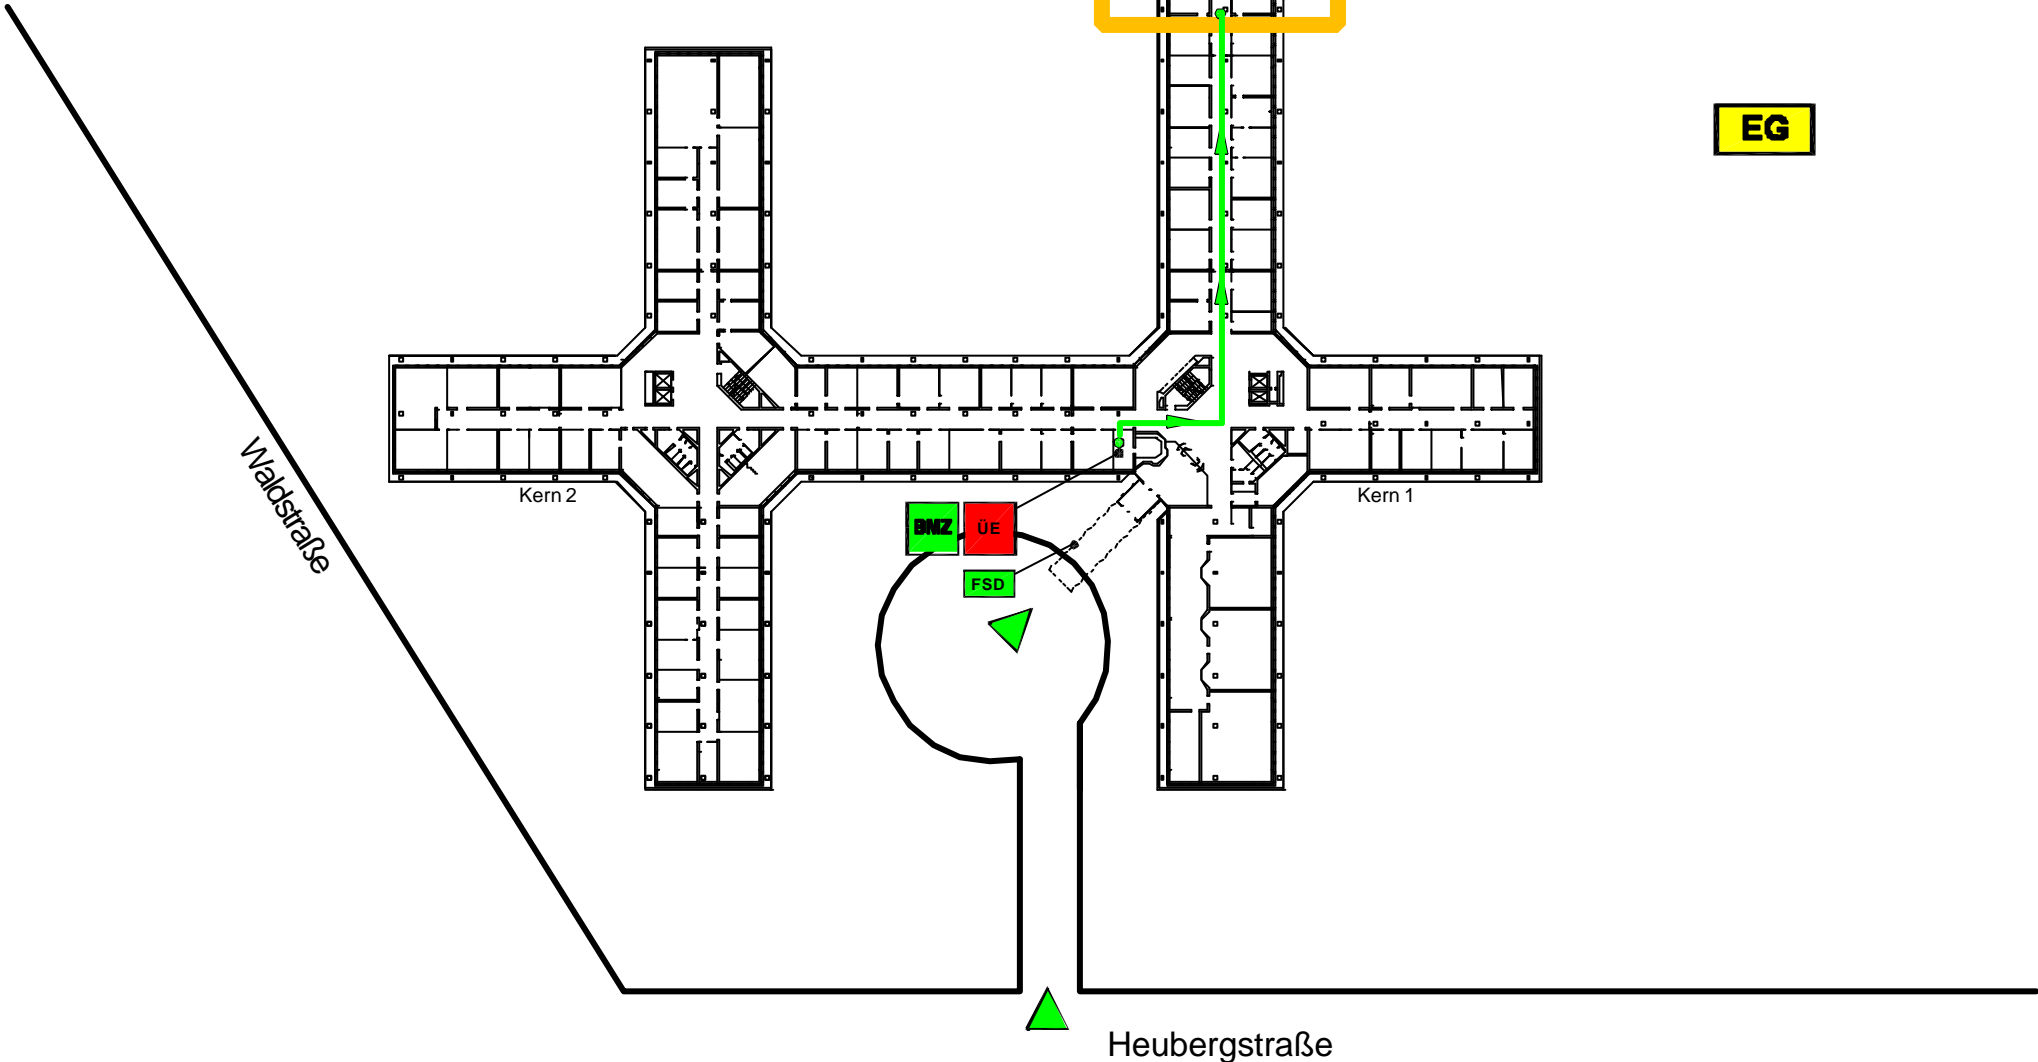 EG
Waldstraße
Kern 2
Kern 1
BMZ
ÜE
FSD
Heubergstraße